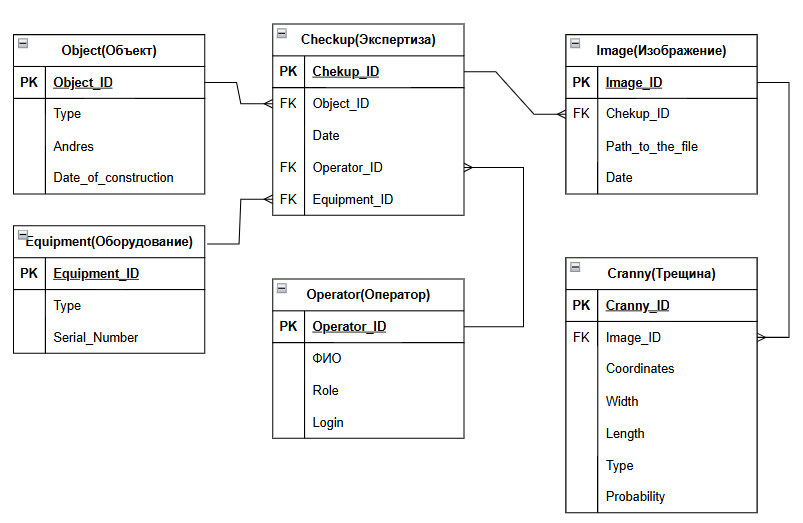 Object(Объект)
PK Object_ID
Type
Andres
Date_of_construction
Equipment(Оборудование)
PK Equipment_ID
Type
Serial_Number
Checkup(Экспертиза)
PK Chekup_ID
FK Object_ID
Date
FK Operator_ID
FK Equipment_ID
Operator(Оператор)
PK Operator_ID
ФИО
Role
Login
Image(Изображение)
PK Image_ID
FK Chekup_ID
Path_to_the_file
Date
Cranny(Трещина)
PK Cranny_ID
FK Image_ID
Coordinates
Width
Length
Type
Probability